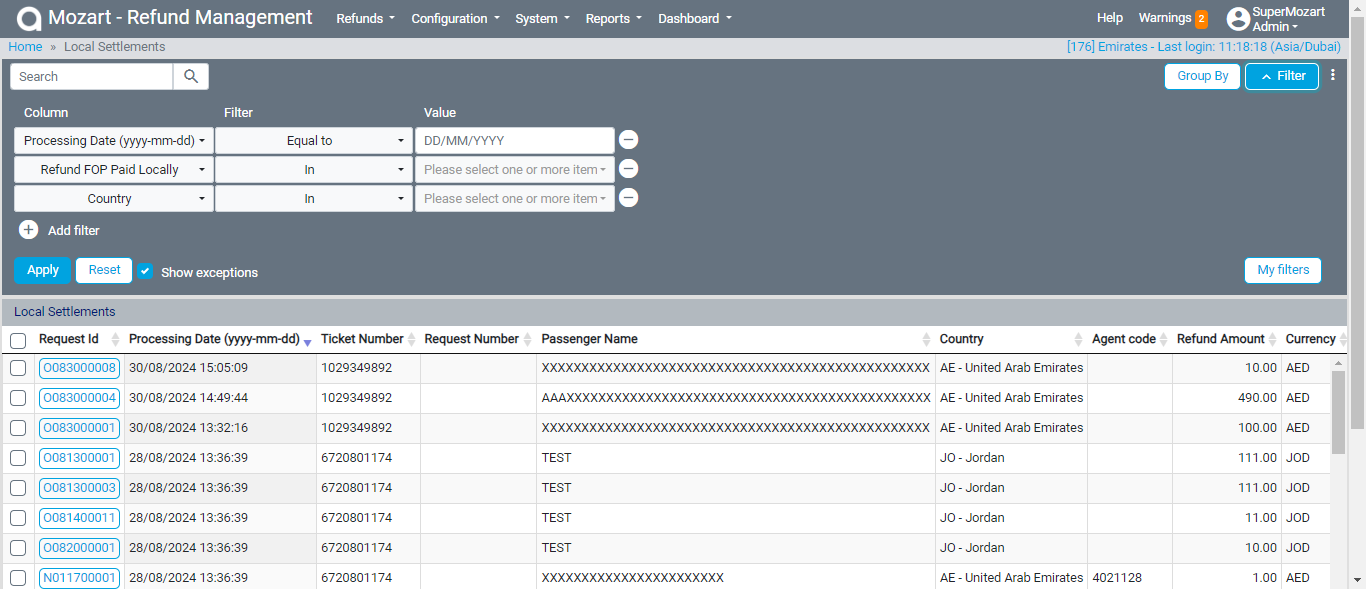 Mozart - Refund Management Refunds Configuration System Reports Dashboard Help Warnings 2 SuperMozart Admin
Home » Local Settlements [176] Emirates - Last login: 11:18:18 (Asia/Dubai)
Search Group By Filter
Column Filter Value
Processing Date (yyyy-mm-dd) Equal to DD/MM/YYYY
Refund FOP Paid Locally In Please select one or more item
Country In Please select one or more item
Add filter
Apply Reset Show exceptions My filters
Local Settlements
Request Id Processing Date (yyyy-mm-dd) Ticket Number Request Number Passenger Name Country Agent code Refund Amount Currency
O083000008 30/08/2024 15:05:09 1029349892 XXXXXXXXXXXXXXXXXXXXXXXXXXXXXXXXXXXXXXXXXXXXXXXXX AE - United Arab Emirates 10.00 AED
O083000004 30/08/2024 14:49:44 1029349892 AAAXXXXXXXXXXXXXXXXXXXXXXXXXXXXXXXXXXXXXXXXXXXXXX AE - United Arab Emirates 490.00 AED
O083000001 30/08/2024 13:32:16 1029349892 XXXXXXXXXXXXXXXXXXXXXXXXXXXXXXXXXXXXXXXXXXXXXXXXX AE - United Arab Emirates 100.00 AED
O081300001 28/08/2024 13:36:39 6720801174 TEST JO - Jordan 111.00 JOD
O081300003 28/08/2024 13:36:39 6720801174 TEST JO - Jordan 111.00 JOD
O081400011 28/08/2024 13:36:39 6720801174 TEST JO - Jordan 11.00 JOD
O082000001 28/08/2024 13:36:39 6720801174 TEST JO - Jordan 10.00 JOD
N011700001 28/08/2024 13:36:39 6720801174 XXXXXXXXXXXXXXXXXXXXXXX AE - United Arab Emirates 4021128 1.00 AED